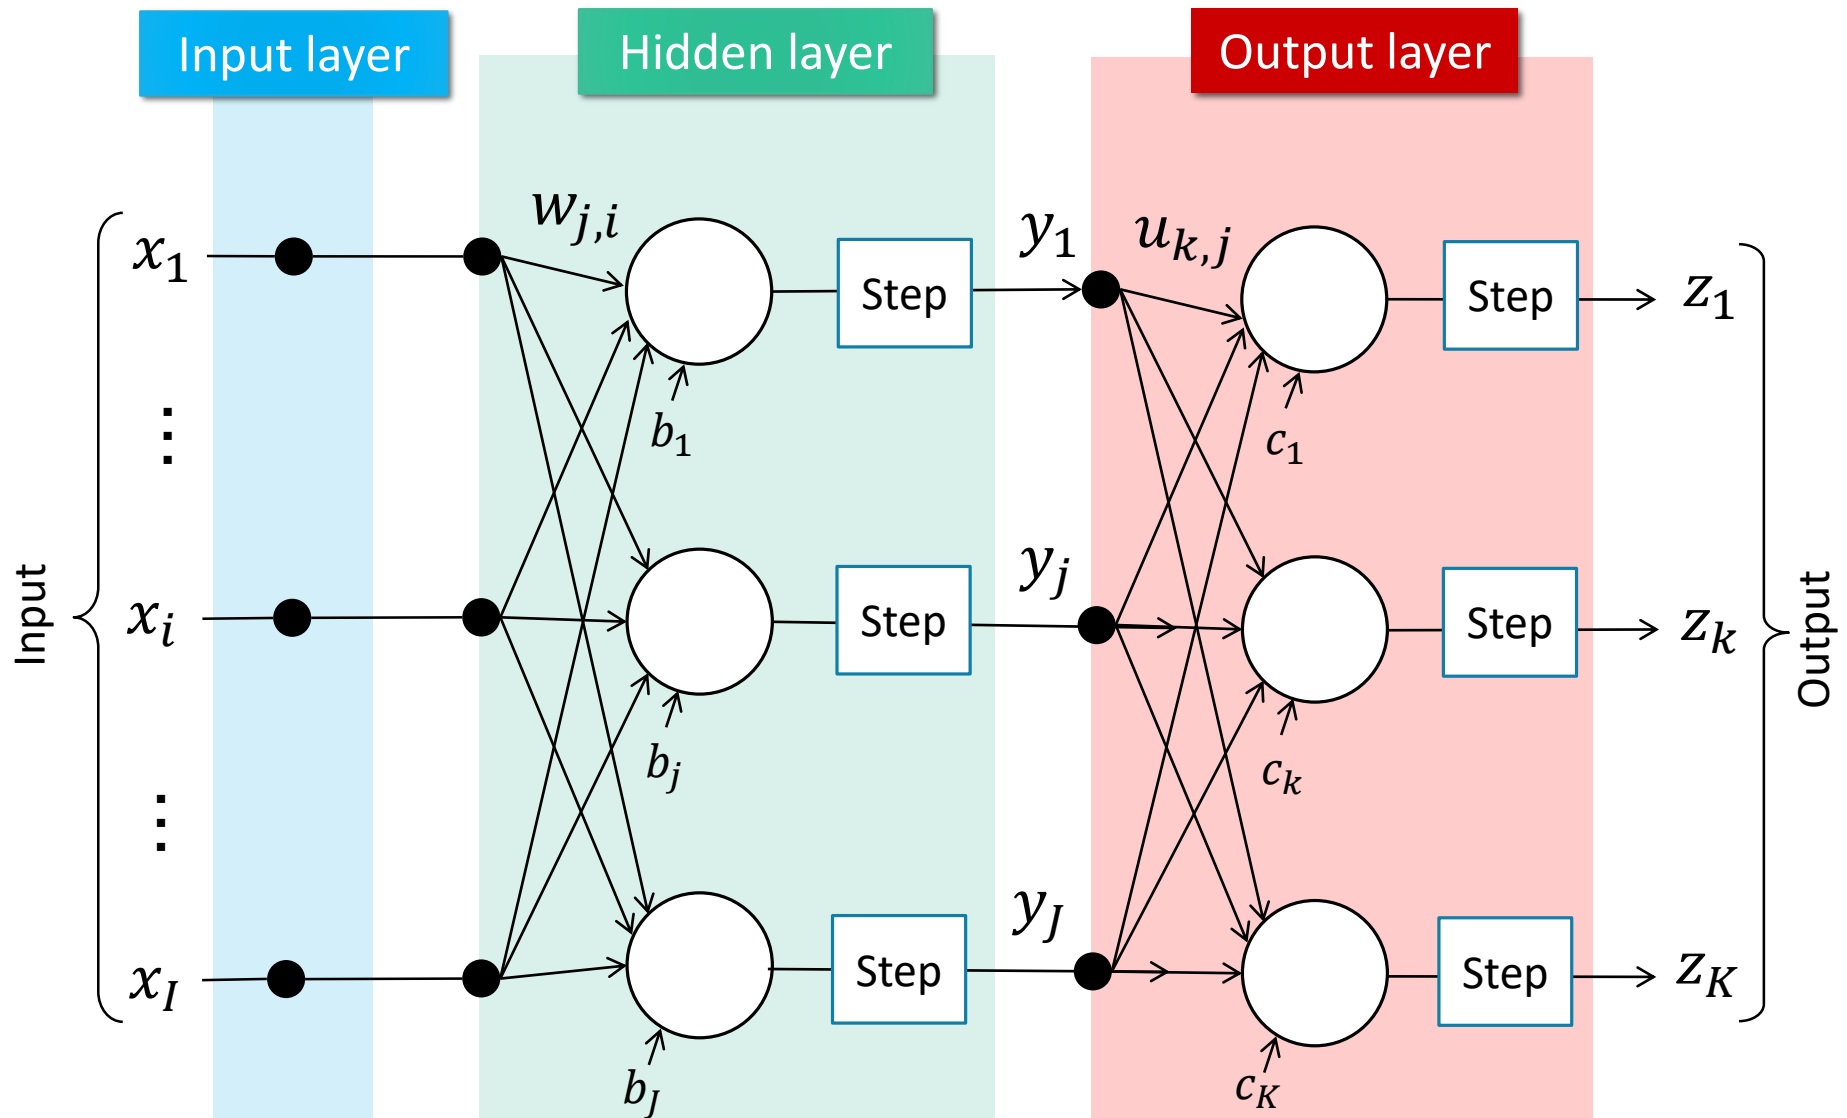 Input layer
Hidden layer
Output layer
w_{j,i}
y_1
u_{k,j}
x_1
Step
Step
z_1
⋮
b_1
c_1
Input
x_i
y_j
Step
Step
z_k
Output
b_j
c_k
⋮
x_I
y_J
Step
Step
z_K
b_J
c_K